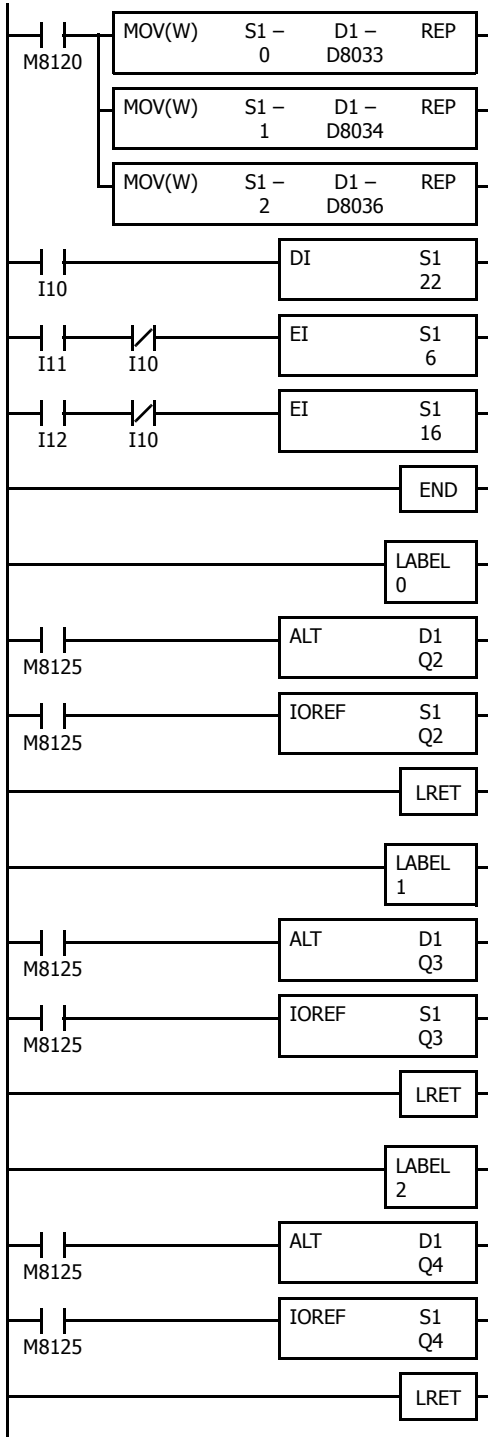 MOV(W) S1 – D1 – REP
M8120 0 D8033
MOV(W) S1 – D1 – REP
1 D8034
MOV(W) S1 – D1 – REP
2 D8036
DI S1
I10 22
EI S1
I11 I10 6
EI S1
I12 I10 16
END
LABEL
0
ALT D1
M8125 Q2
IOREF S1
M8125 Q2
LRET
LABEL
1
ALT D1
M8125 Q3
IOREF S1
M8125 Q3
LRET
LABEL
2
ALT D1
M8125 Q4
IOREF S1
M8125 Q4
LRET